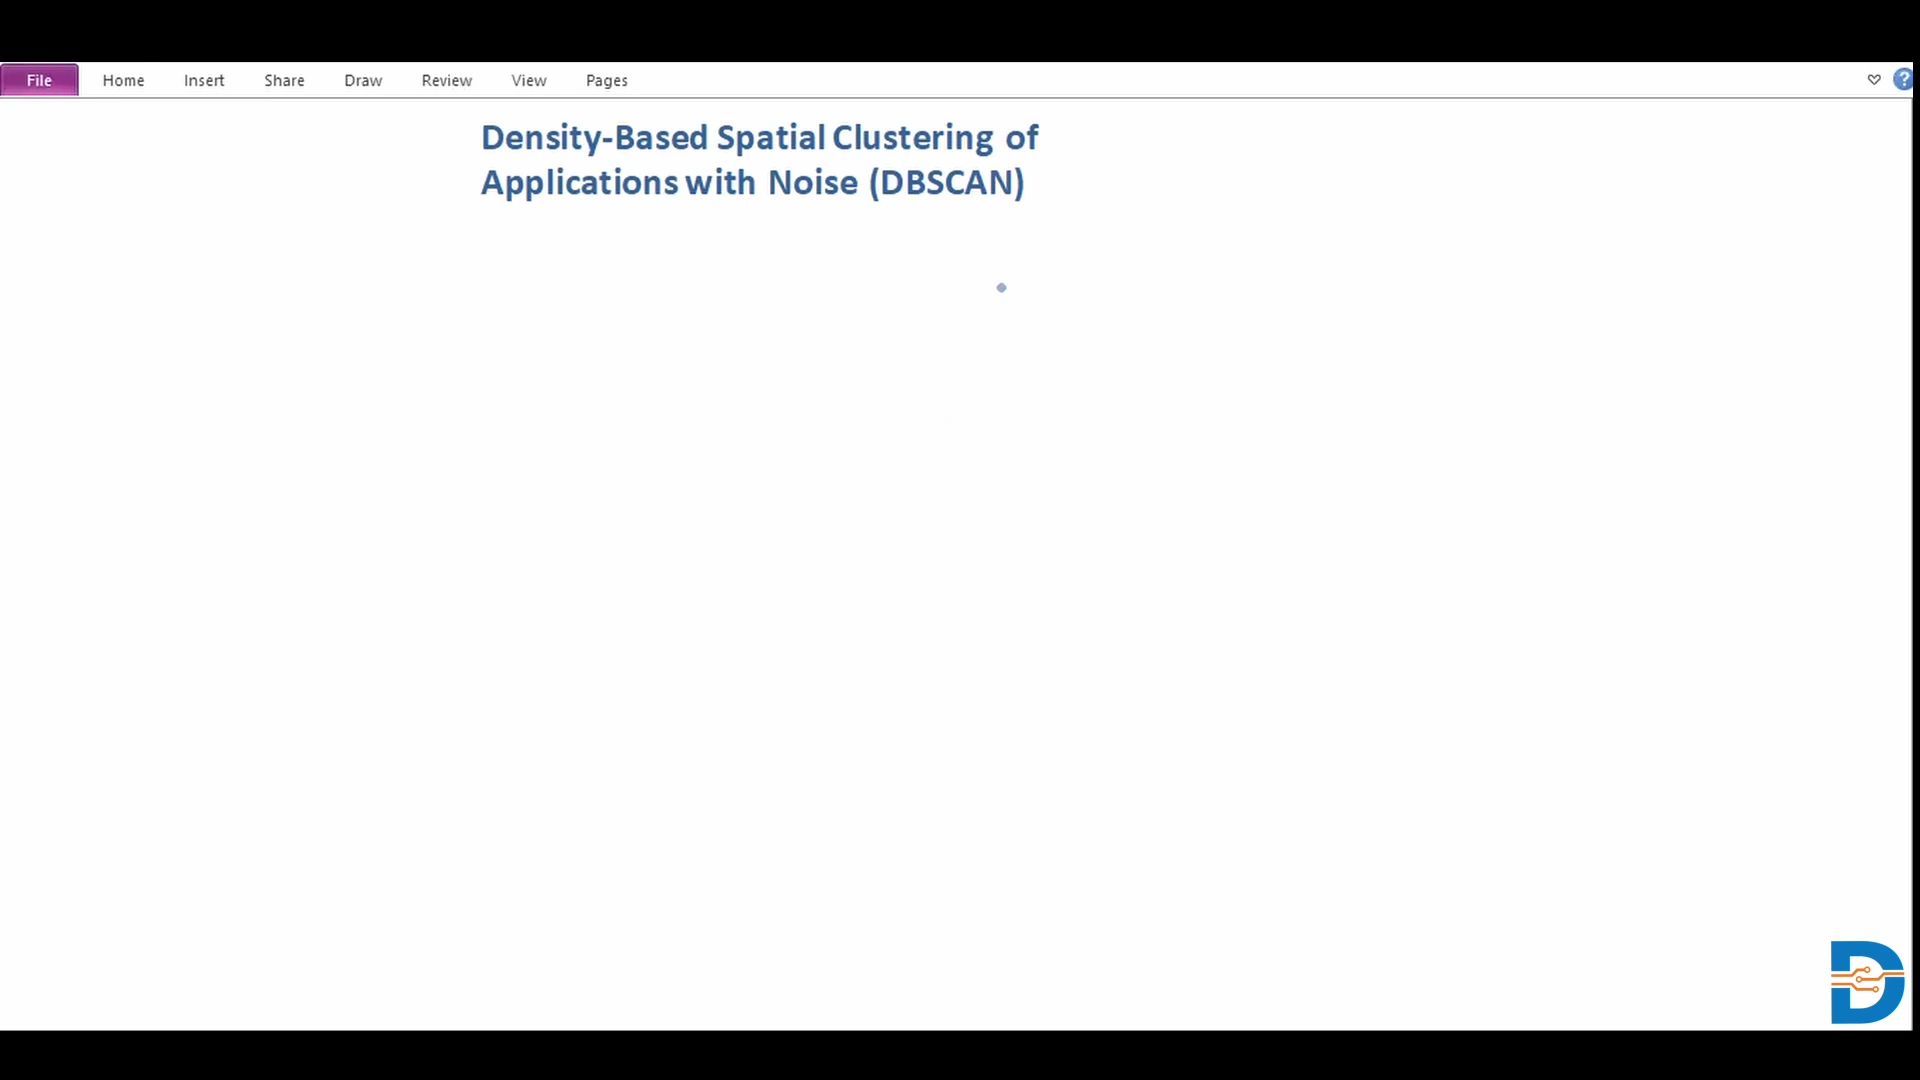 File Home Insert Share Draw Review View Pages ?
Density-Based Spatial Clustering of
Applications with Noise (DBSCAN)
D